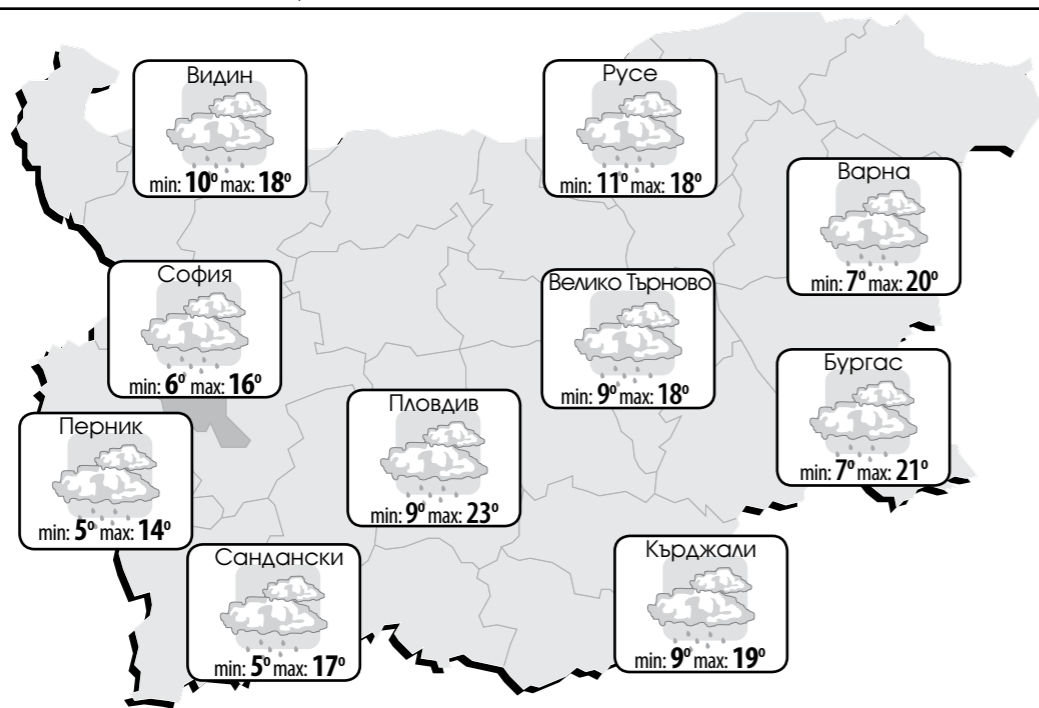 Видин
min: 10° max: 18°
Русе
min: 11° max: 18°
Варна
min: 7° max: 20°
София
min: 6° max: 16°
Велико Търново
min: 9° max: 18°
Бургас
min: 7° max: 21°
Пловдив
min: 9° max: 23°
Перник
min: 5° max: 14°
Сандански
min: 5° max: 17°
Кърджали
min: 9° max: 19°